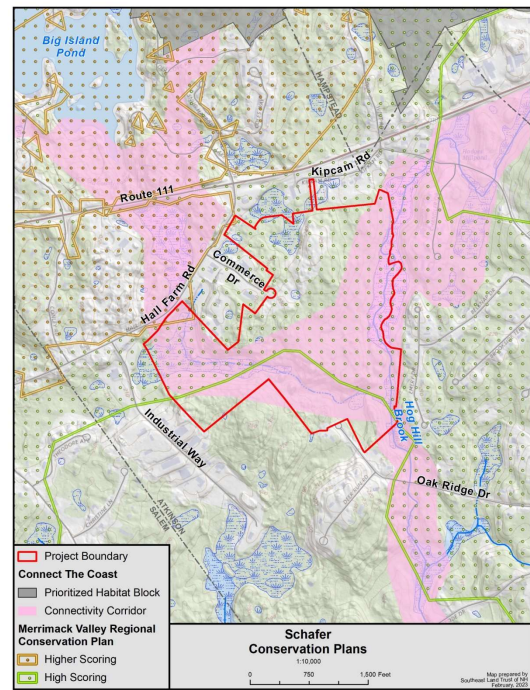 Big Island
Pond
HAMPSTEAD
Kipcam Rd
Route 111
Commerce
Dr
Hall Farm Rd
Industrial Way
Hog Hill
Brook
Oak Ridge Dr
ATKINSON
SALEM
Project Boundary
Connect The Coast
Prioritized Habitat Block
Connectivity Corridor
Merrimack Valley Regional
Conservation Plan
Higher Scoring
High Scoring
Schafer
Conservation Plans
1:10,000
0 750 1,500 Feet
Map prepared by
Southeast Land Trust of NH
February, 2023